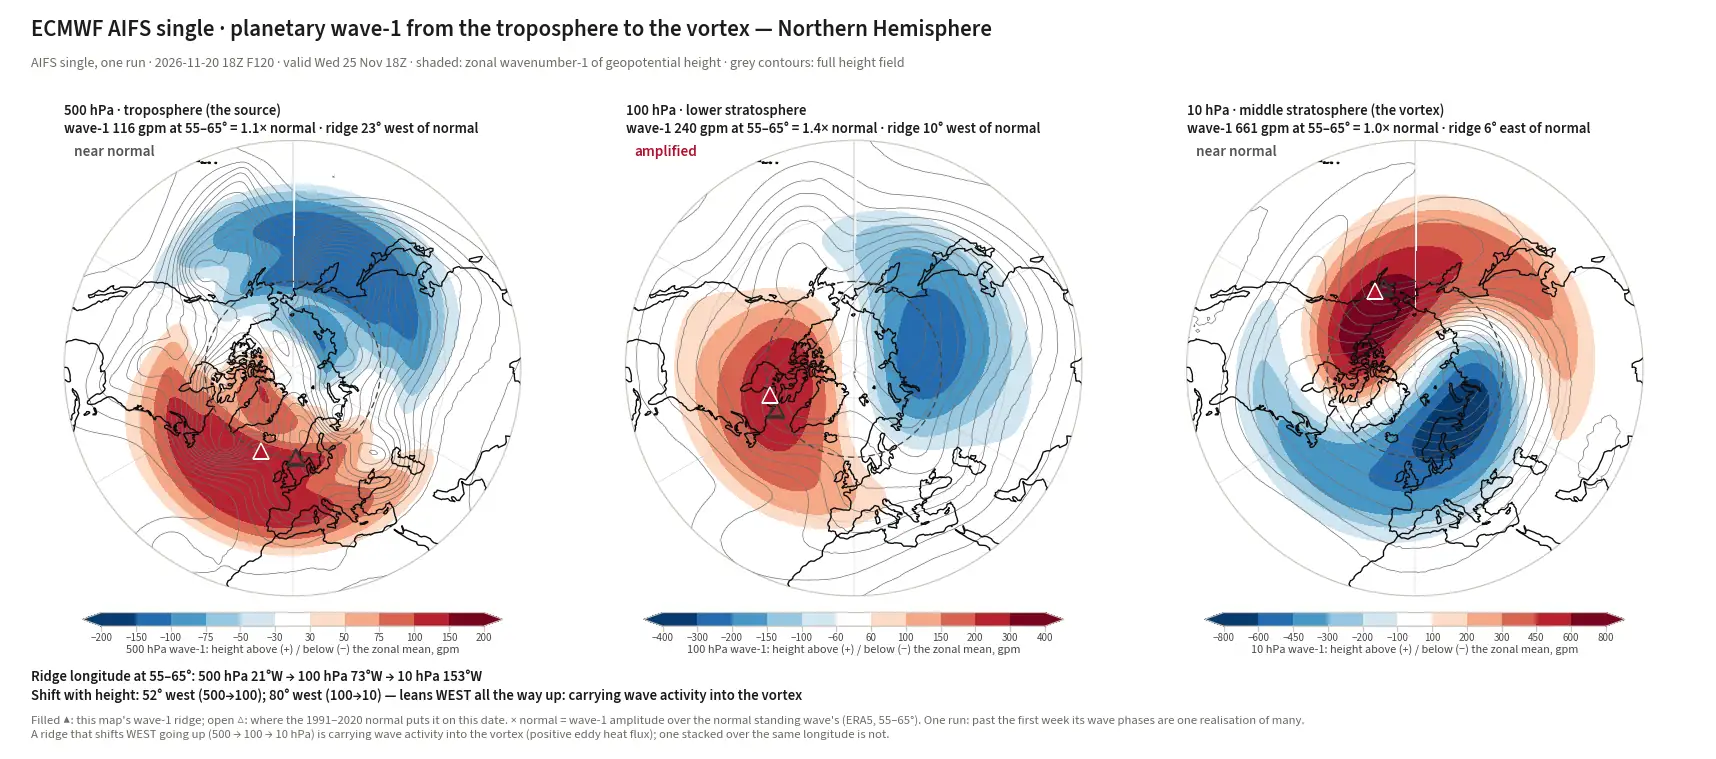 ECMWF AIFS single · planetary wave-1 from the troposphere to the vortex — Northern Hemisphere
AIFS single, one run · 2026-11-20 18Z F120 · valid Wed 25 Nov 18Z · shaded: zonal wavenumber-1 of geopotential height · grey contours: full height field
500 hPa · troposphere (the source)
wave-1 116 gpm at 55–65° = 1.1× normal · ridge 23° west of normal
near normal
100 hPa · lower stratosphere
wave-1 240 gpm at 55–65° = 1.4× normal · ridge 10° west of normal
amplified
10 hPa · middle stratosphere (the vortex)
wave-1 661 gpm at 55–65° = 1.0× normal · ridge 6° east of normal
near normal
−200 −150 −100 −75 −50 −30 30 50 75 100 150 200
500 hPa wave-1: height above (+) / below (−) the zonal mean, gpm
−400 −300 −200 −150 −100 −60 60 100 150 200 300 400
100 hPa wave-1: height above (+) / below (−) the zonal mean, gpm
−800 −600 −450 −300 −200 −100 100 200 300 450 600 800
10 hPa wave-1: height above (+) / below (−) the zonal mean, gpm
Ridge longitude at 55–65°: 500 hPa 21°W → 100 hPa 73°W → 10 hPa 153°W
Shift with height: 52° west (500→100); 80° west (100→10) — leans WEST all the way up: carrying wave activity into the vortex
Filled ▲: this map's wave-1 ridge; open △: where the 1991–2020 normal puts it on this date. × normal = wave-1 amplitude over the normal standing wave's (ERA5, 55–65°). One run: past the first week its wave phases are one realisation of many.
A ridge that shifts WEST going up (500 → 100 → 10 hPa) is carrying wave activity into the vortex (positive eddy heat flux); one stacked over the same longitude is not.